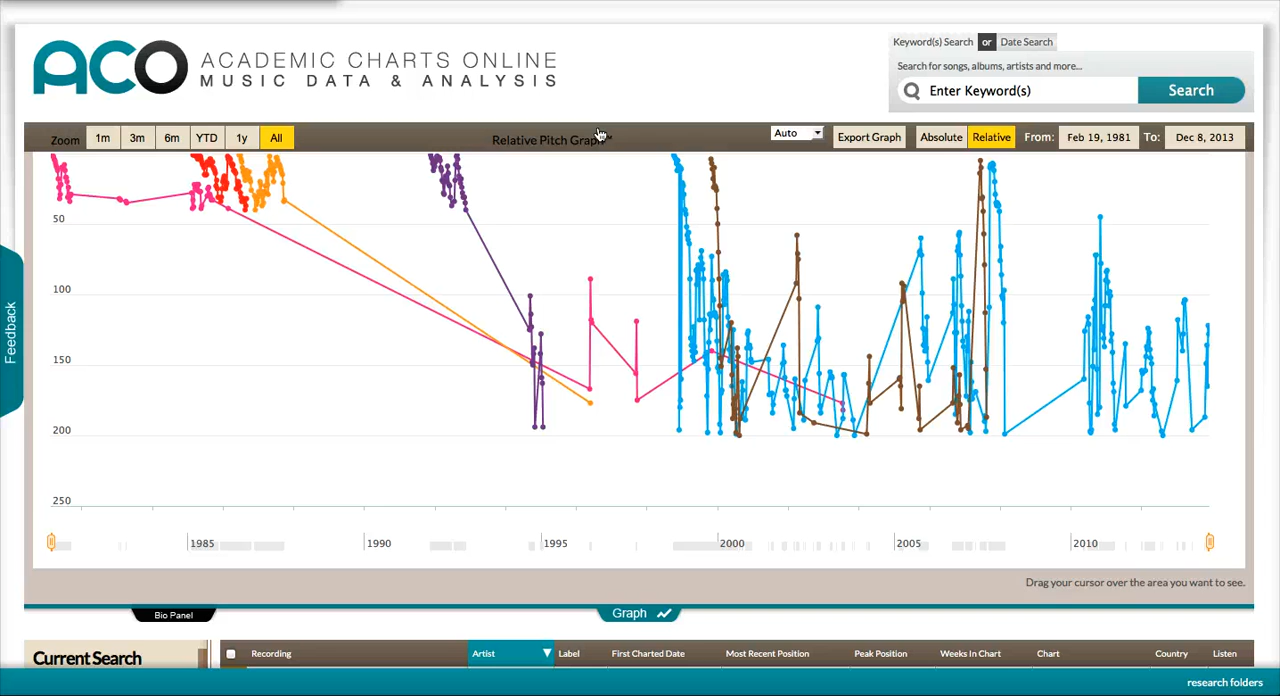 ACO ACADEMIC CHARTS ONLINE
MUSIC DATA & ANALYSIS
Keyword(s) Search or Date Search
Search for songs, albums, artists and more...
Enter Keyword(s) Search
Zoom 1m 3m 6m YTD 1y All Relative Pitch Graph Auto Export Graph Absolute Relative From: Feb 19, 1981 To: Dec 8, 2013
50
100
150
200
250
1985 1990 1995 2000 2005 2010
Feedback
Drag your cursor over the area you want to see.
Bio Panel Graph
Current Search Recording Artist Label First Charted Date Most Recent Position Peak Position Weeks In Chart Chart Country Listen
research folders